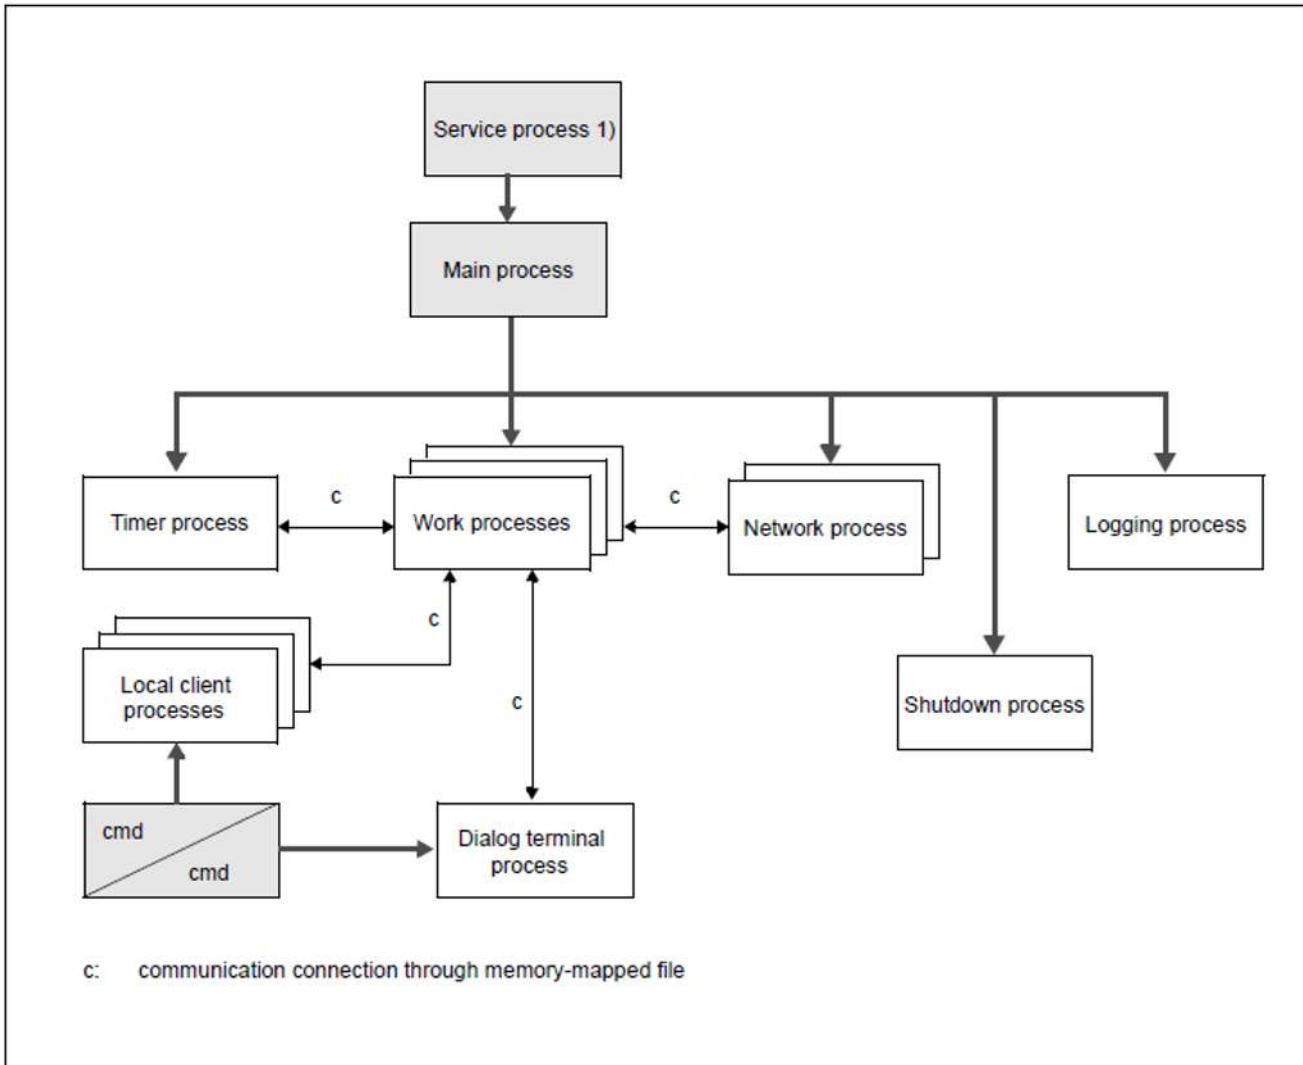 Service process 1)
Main process
c
c
Timer process
Work processes
Network process
Logging process
c
Local client
processes
c
Shutdown process
cmd
cmd
Dialog terminal
process
c: communication connection through memory-mapped file